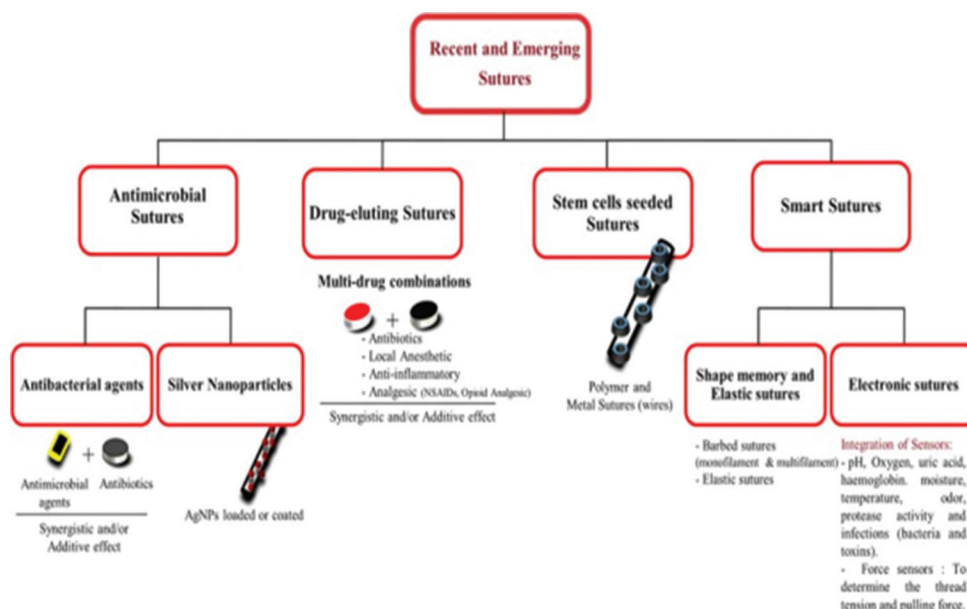 Recent and Emerging
Sutures
Antimicrobial
Sutures
Drug-eluting Sutures
Stem cells seeded
Sutures
Smart Sutures
Multi-drug combinations
+
- Antibiotics
- Local Anesthetic
- Anti-inflammatory
- Analgesic (NSAIDs, Opioid Analgesic)
Synergistic and/or Additive effect
Antibacterial agents
Silver Nanoparticles
+
Antimicrobial
agents
Antibiotics
Synergistic and/or
Additive effect
AgNPs loaded or coated
Polymer and
Metal Sutures (wires)
Shape memory and
Elastic sutures
- Barbed sutures
(monofilament & multifilament)
- Elastic sutures
Electronic sutures
Integration of Sensors:
- pH, Oxygen, uric acid,
haemoglobin. moisture,
temperature, odor,
protease activity and
infections (bacteria and
toxins).
- Force sensors : To
determine the thread
tension and pulling force.